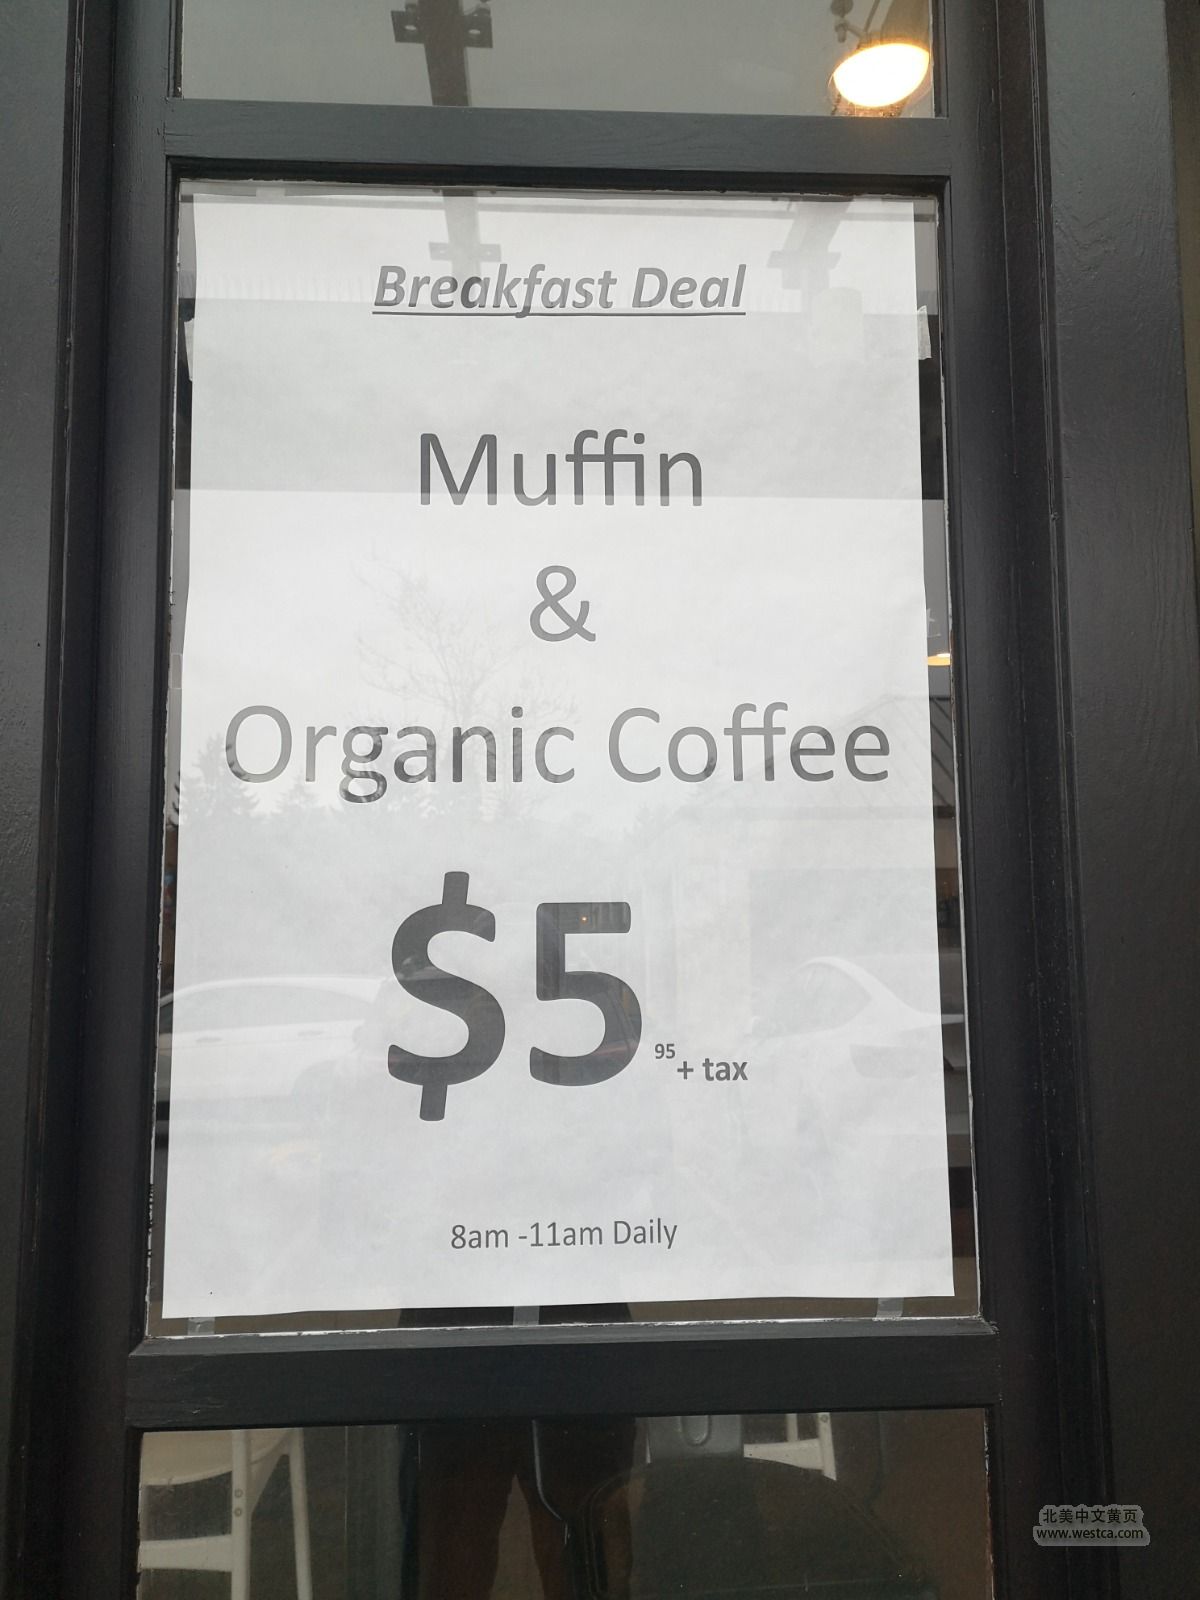 Breakfast Deal
Muffin
&
Organic Coffee
$5 95 + tax
8am -11am Daily
北美中文黄页
www.westca.com